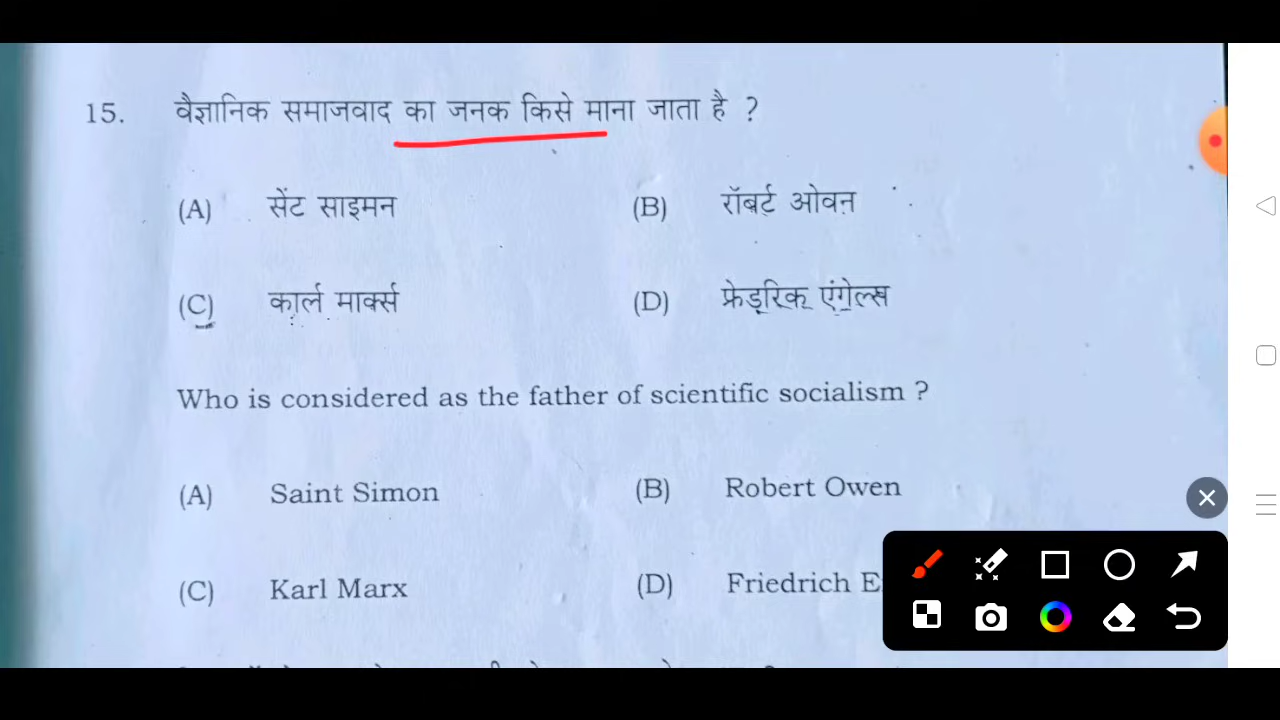 15. वैज्ञानिक समाजवाद का जनक किसे माना जाता है ?
(A) सेंट साइमन (B) रॉबर्ट ओवन
(C) कार्ल मार्क्स (D) फ्रेडरिक एंगेल्स
Who is considered as the father of scientific socialism ?
(A) Saint Simon (B) Robert Owen
(C) Karl Marx (D) Friedrich